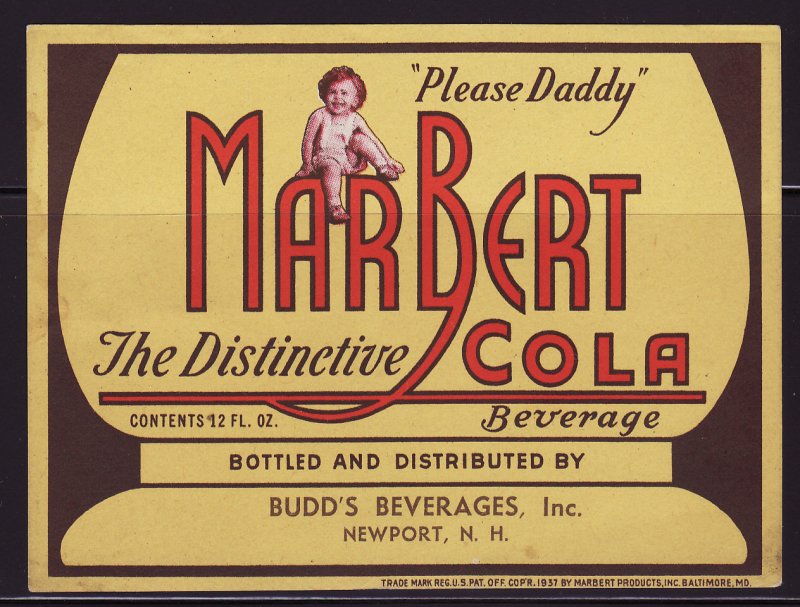 "Please Daddy"
MARBERT
The Distinctive COLA
CONTENTS 12 FL. OZ. Beverage
BOTTLED AND DISTRIBUTED BY
BUDD'S BEVERAGES, Inc.
NEWPORT, N. H.
TRADE MARK REG. U.S. PAT. OFF. COP'R. 1937 BY MARBERT PRODUCTS, INC. BALTIMORE, MD.